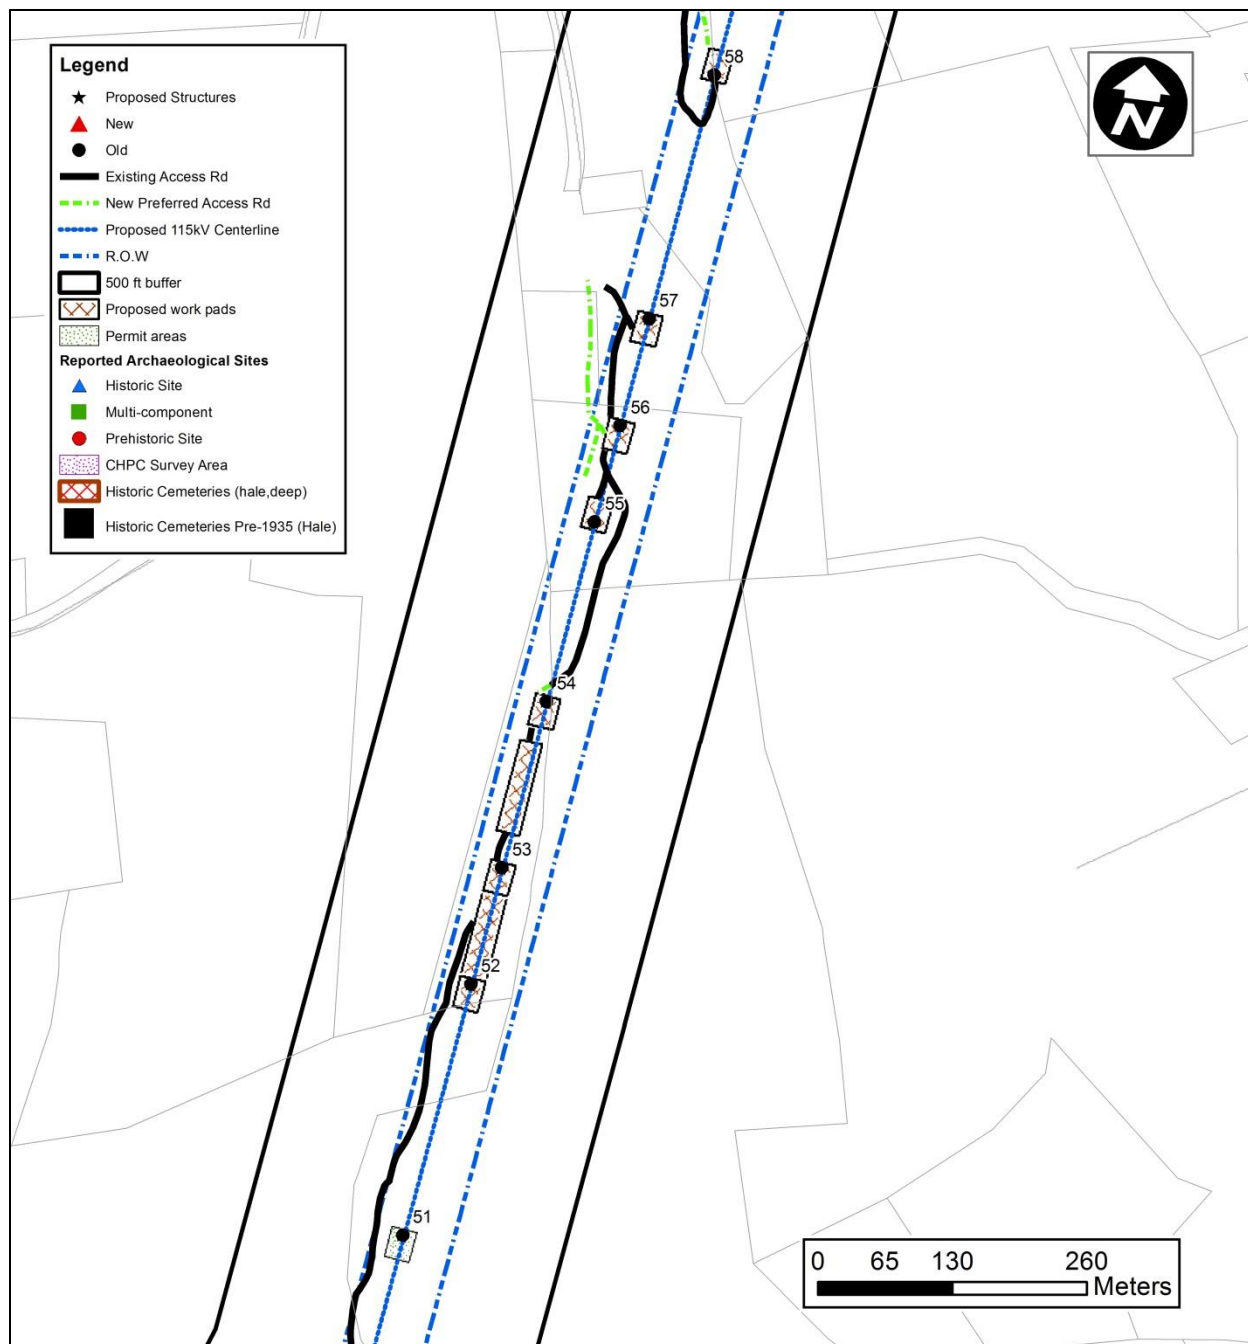 Legend
Proposed Structures
New
Old
Existing Access Rd
New Preferred Access Rd
Proposed 115kV Centerline
R.O.W
500 ft buffer
Proposed work pads
Permit areas
Reported Archaeological Sites
Historic Site
Multi-component
Prehistoric Site
CHPC Survey Area
Historic Cemeteries (hale,deep)
Historic Cemeteries Pre-1935 (Hale)
N
58
57
56
55
54
53
52
51
0 65 130 260
Meters